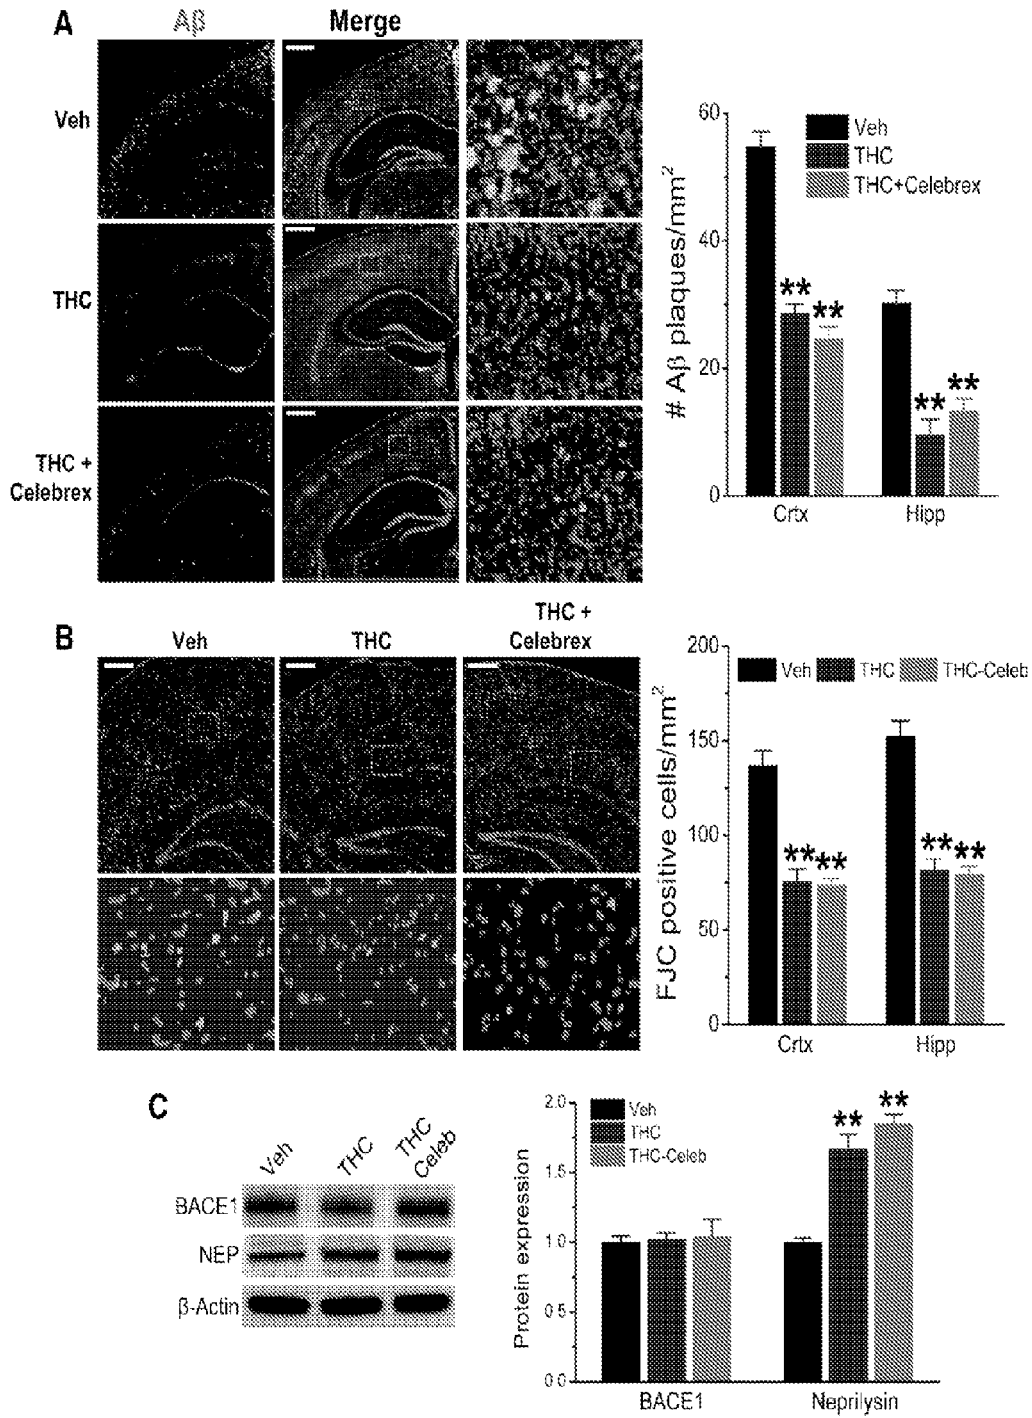 A
Aβ
Merge
Veh
THC
THC +
Celebrex
# Aβ plaques/mm2
60
40
20
0
Veh
THC
THC+Celebrex
**
**
**
**
Crtx
Hipp
B
Veh
THC
THC +
Celebrex
FJC positive cells/mm2
200
150
100
50
0
Veh
THC
THC-Celeb
**
**
**
**
Crtx
Hipp
C
Veh
THC
THC
Celeb
BACE1
NEP
β-Actin
Protein expression
2.0
1.5
1.0
0.5
0.0
Veh
THC
THC-Celeb
**
**
BACE1
Neprilysin